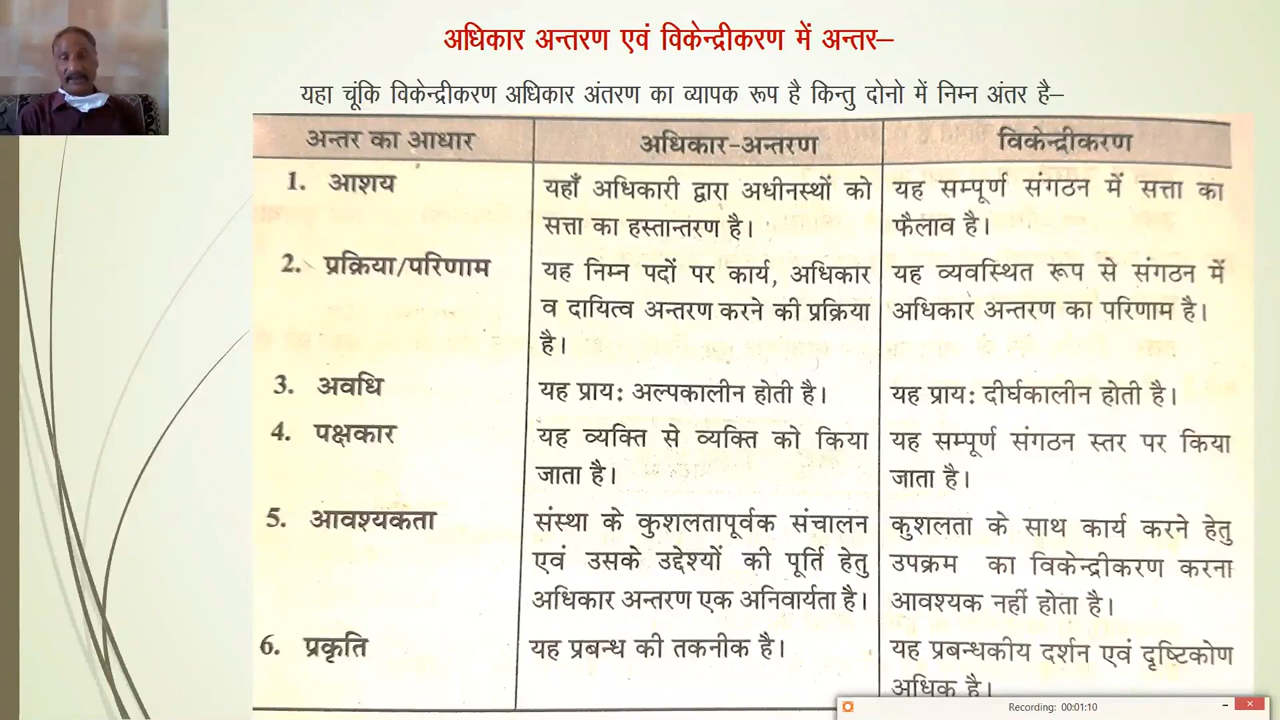 अधिकार अन्तरण एवं विकेन्द्रीकरण में अन्तर–
यहा चूंकि विकेन्द्रीकरण अधिकार अंतरण का व्यापक रूप है किन्तु दोनो में निम्न अंतर है–
अन्तर का आधार अधिकार-अन्तरण विकेन्द्रीकरण
1. आशय यहाँ अधिकारी द्वारा अधीनस्थों को यह सम्पूर्ण संगठन में सत्ता का
सत्ता का हस्तान्तरण है। फैलाव है।
2. प्रक्रिया/परिणाम यह निम्न पदों पर कार्य, अधिकार यह व्यवस्थित रूप से संगठन में
व दायित्व अन्तरण करने की प्रक्रिया अधिकार अन्तरण का परिणाम है।
है।
3. अवधि यह प्राय: अल्पकालीन होती है। यह प्राय: दीर्घकालीन होती है।
4. पक्षकार यह व्यक्ति से व्यक्ति को किया यह सम्पूर्ण संगठन स्तर पर किया
जाता है। जाता है।
5. आवश्यकता संस्था के कुशलतापूर्वक संचालन कुशलता के साथ कार्य करने हेतु
एवं उसके उद्देश्यों की पूर्ति हेतु उपक्रम का विकेन्द्रीकरण करना
अधिकार अन्तरण एक अनिवार्यता है। आवश्यक नहीं होता है।
6. प्रकृति यह प्रबन्ध की तकनीक है। यह प्रबन्धकीय दर्शन एवं दृष्टिकोण
अधिक है।
Recording: 00:01:10